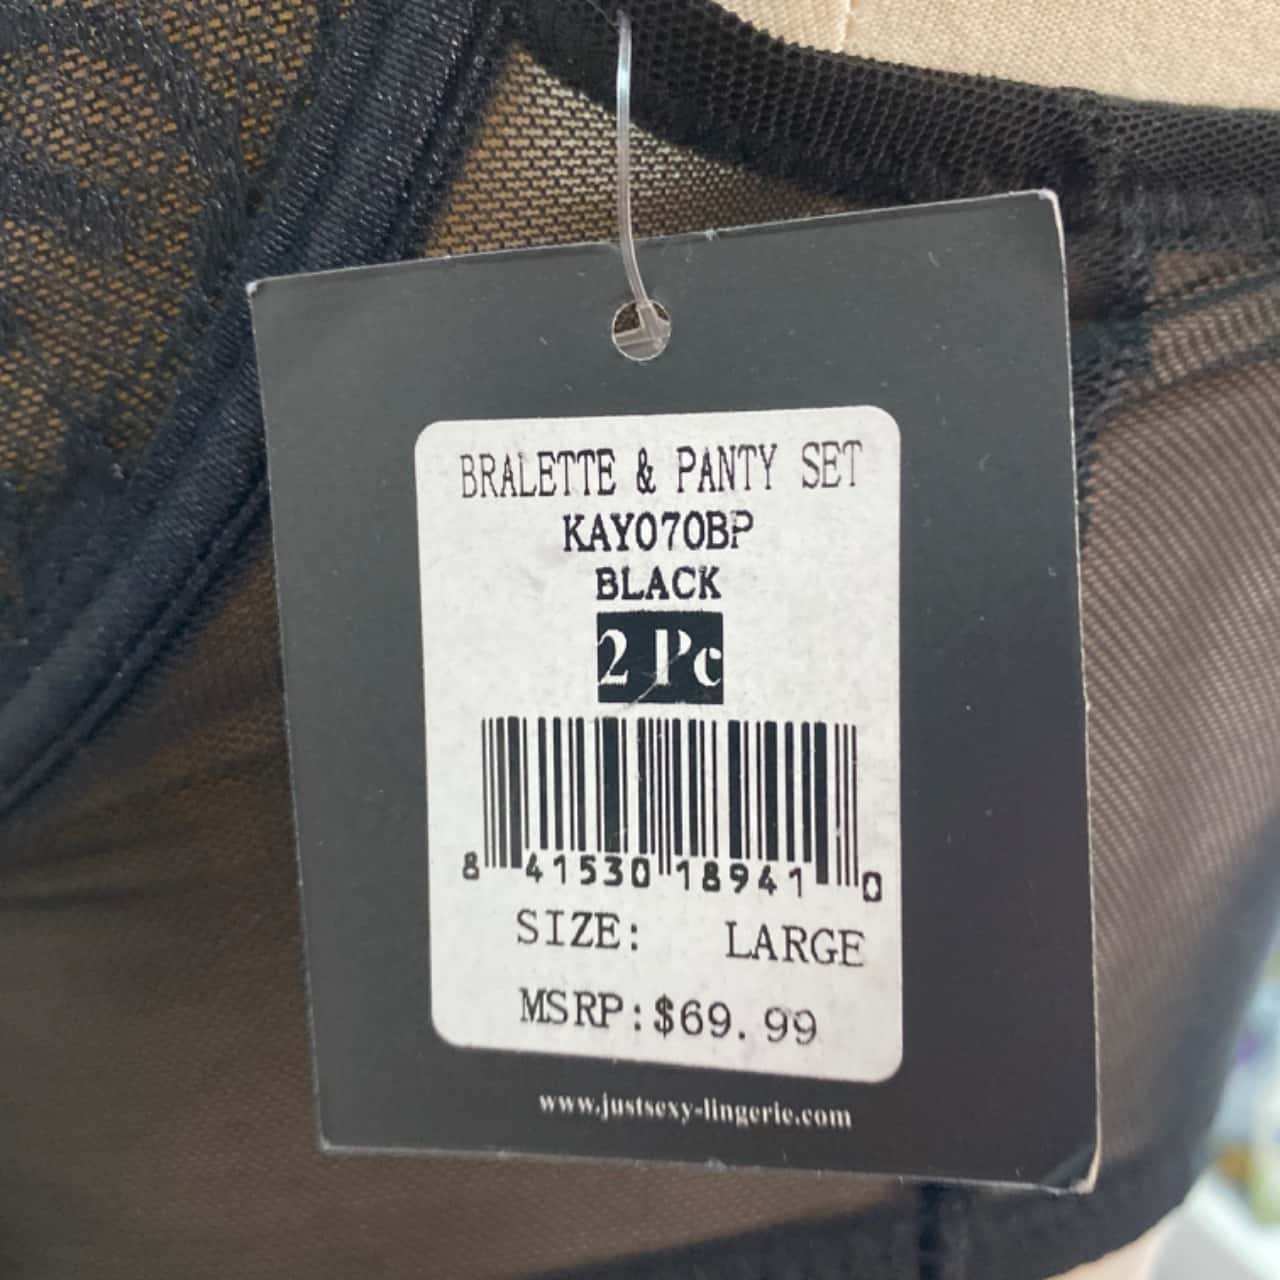 BRALETTE & PANTY SET
KAY070BP
BLACK
2 Pc
8 41530 18941 0
SIZE: LARGE
MSRP:$69.99
www.justsexy-lingerie.com